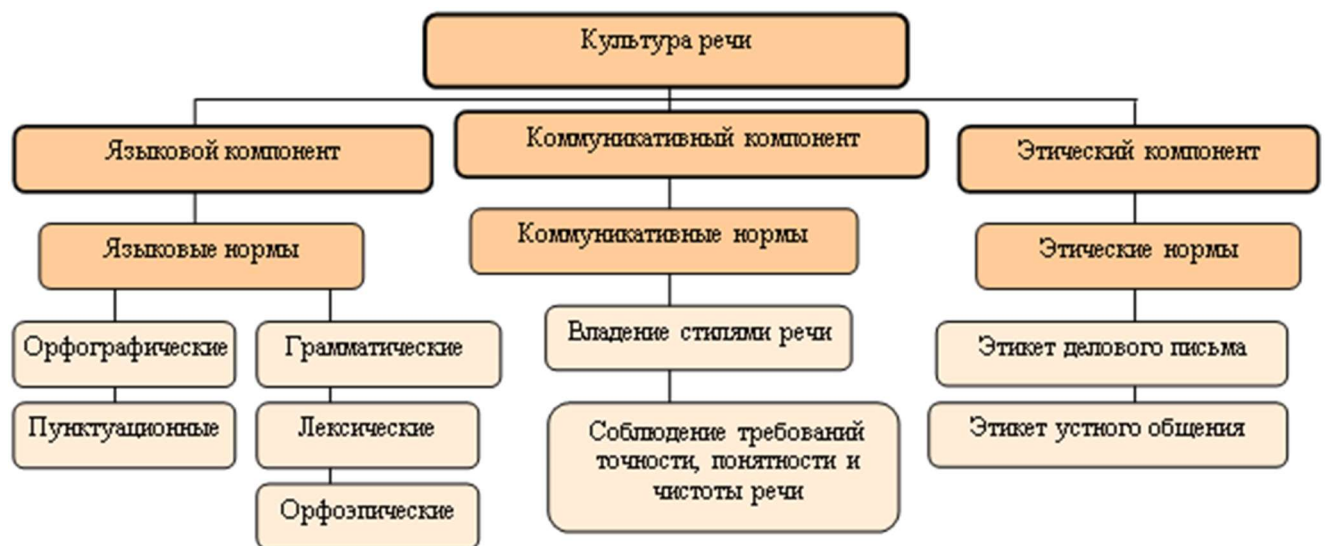 Культура речи
Языковой компонент
Коммуникативный компонент
Этический компонент
Языковые нормы
Коммуникативные нормы
Этические нормы
Орфографические
Грамматические
Владение стилями речи
Этикет делового письма
Пунктуационные
Лексические
Соблюдение требований
точности, понятности и
чистоты речи
Этикет устного общения
Орфоэпические